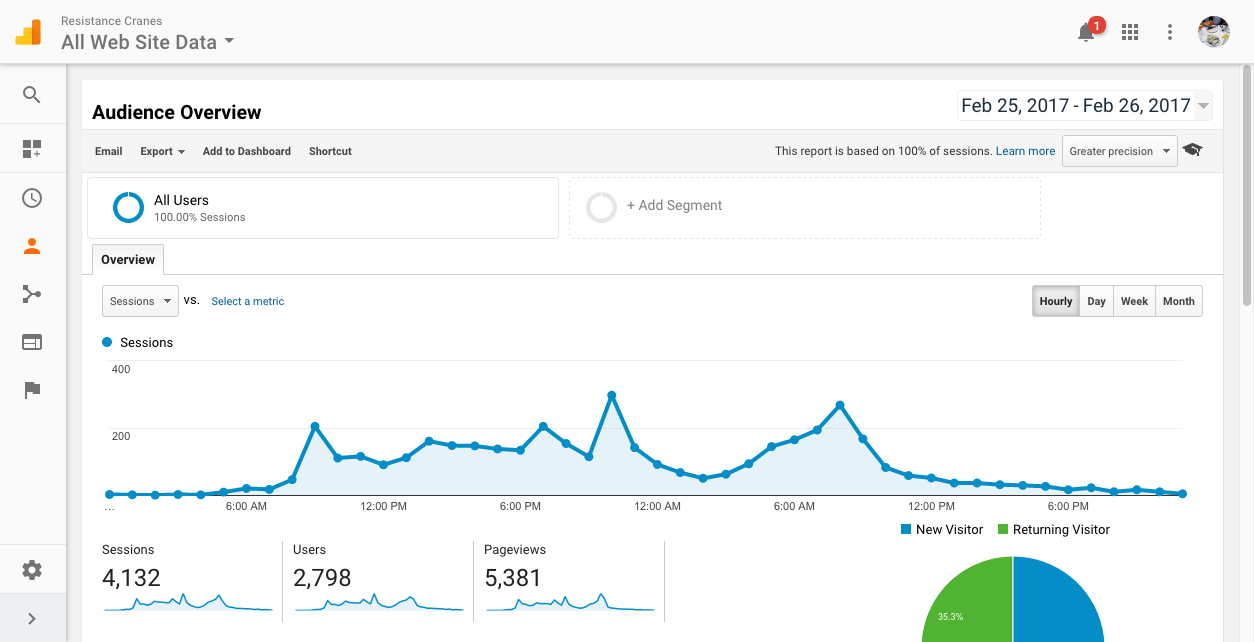 Resistance Cranes
All Web Site Data
1
Audience Overview
Feb 25, 2017 - Feb 26, 2017
Email Export Add to Dashboard Shortcut
This report is based on 100% of sessions. Learn more Greater precision
All Users
100.00% Sessions
+ Add Segment
Overview
Sessions vs. Select a metric
Hourly Day Week Month
Sessions
400
200
... 6:00 AM 12:00 PM 6:00 PM 12:00 AM 6:00 AM 12:00 PM 6:00 PM
New Visitor Returning Visitor
Sessions Users Pageviews
4,132 2,798 5,381
35.3%